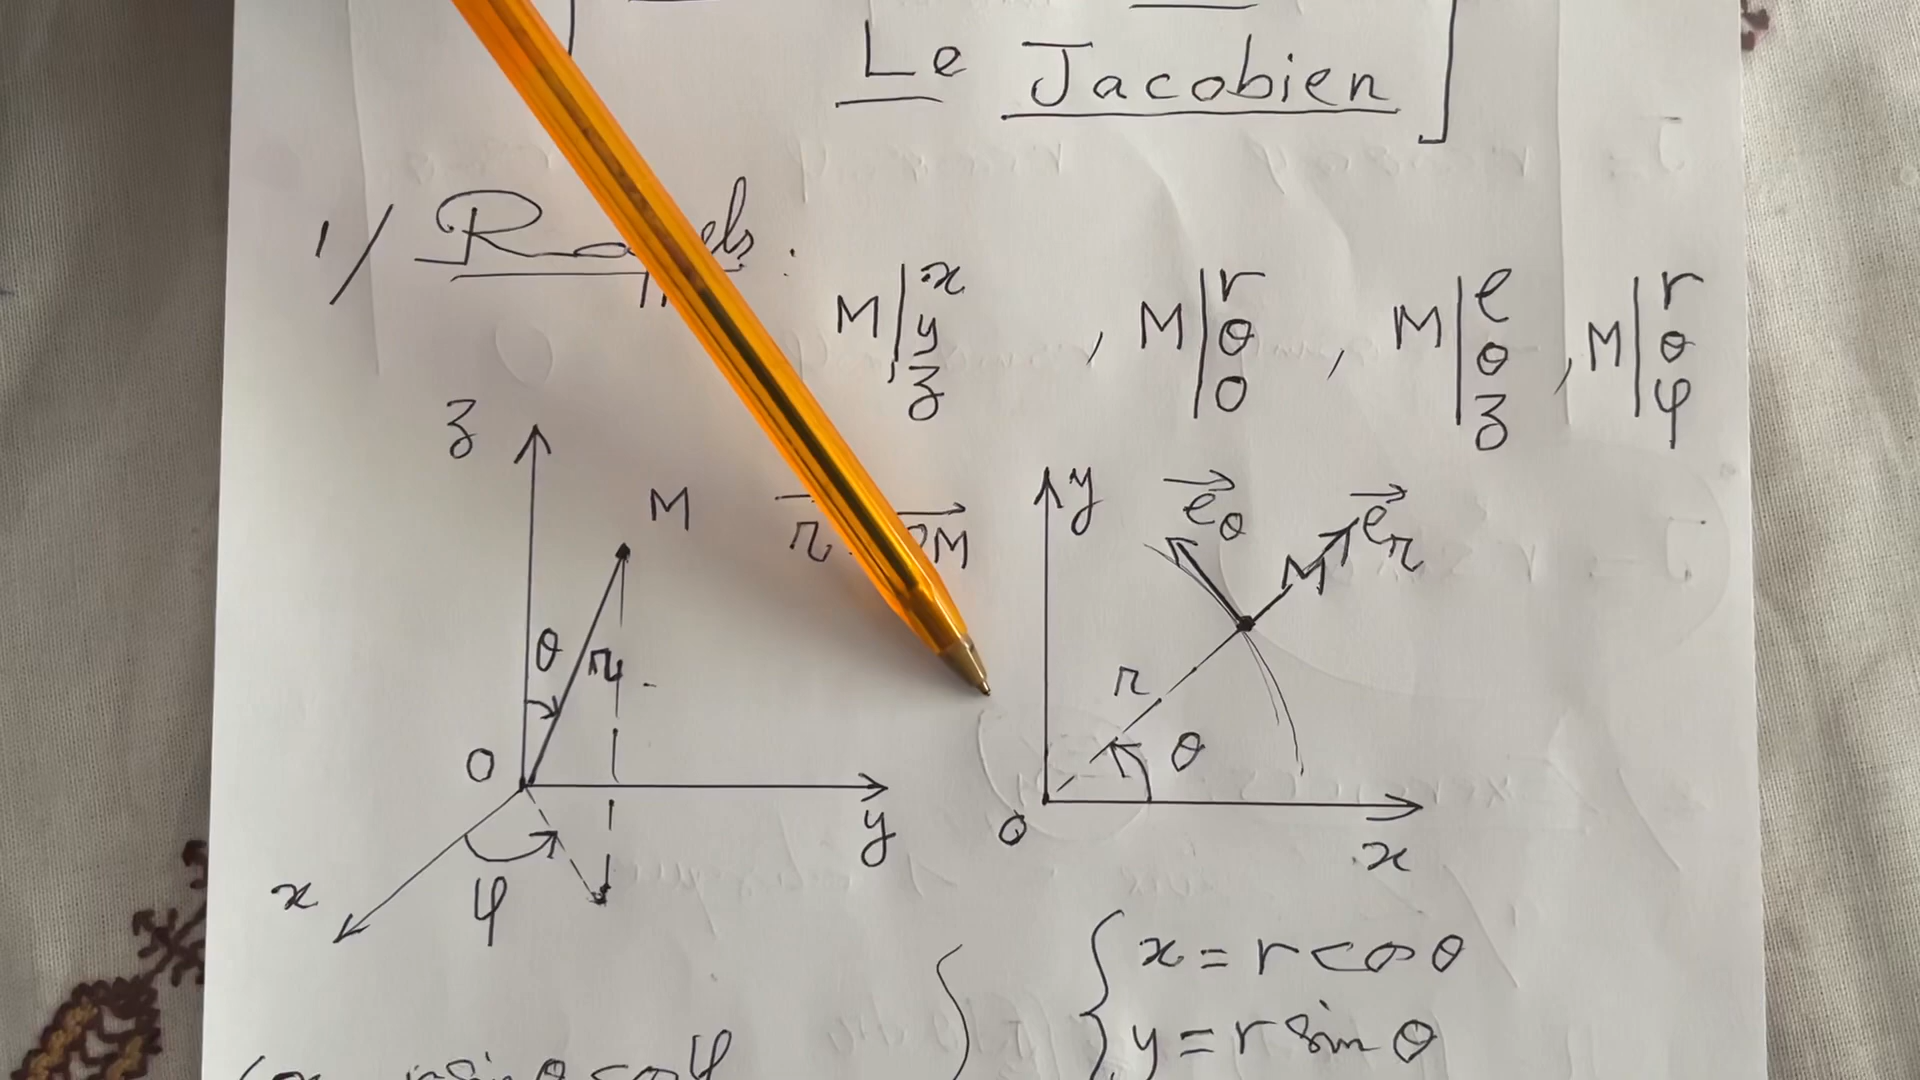 Le Jacobien
1/
M | x y z , M | r θ 0 , M | ρ θ z , M | r θ φ
z
M
y
e⃗θ
e⃗r
M
θ
r
r
θ
O
y
O
x
x
φ
{ x = r cos θ
y = r sin θ